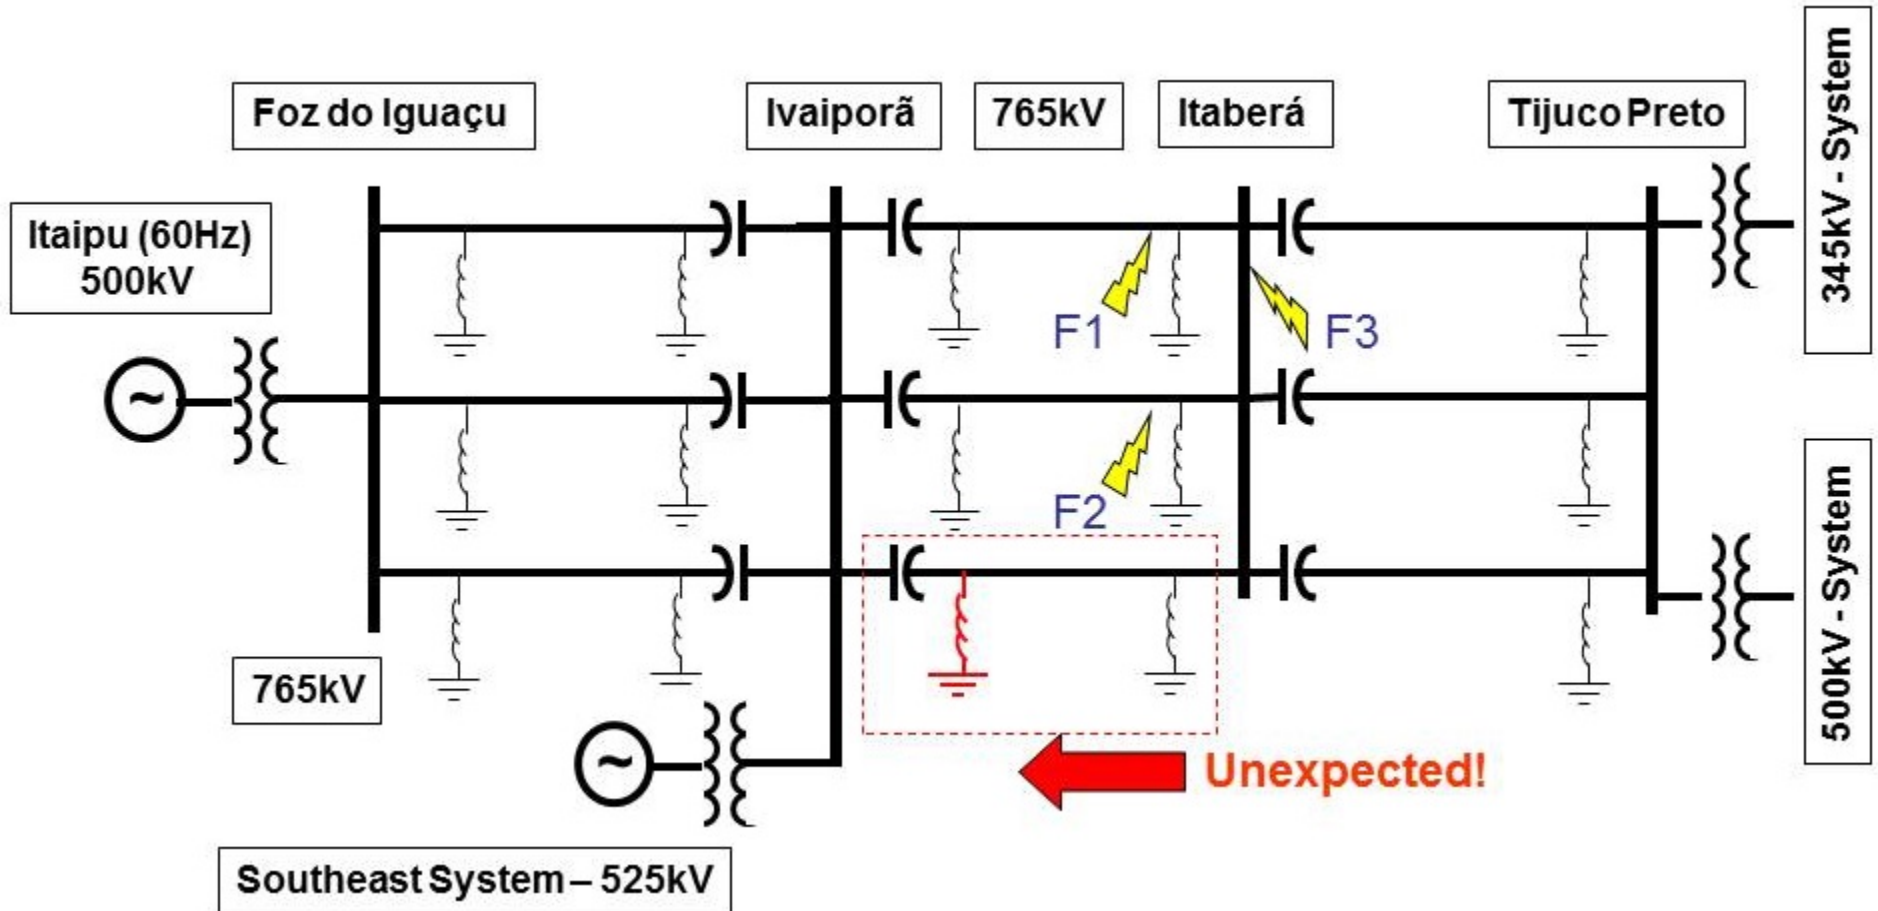 Foz do Iguaçu
Ivaiporã
765kV
Itaberá
Tijuco Preto
345kV - System
Itaipu (60Hz)
500kV
~
F1
F3
F2
500kV - System
765kV
~
Unexpected!
Southeast System – 525kV